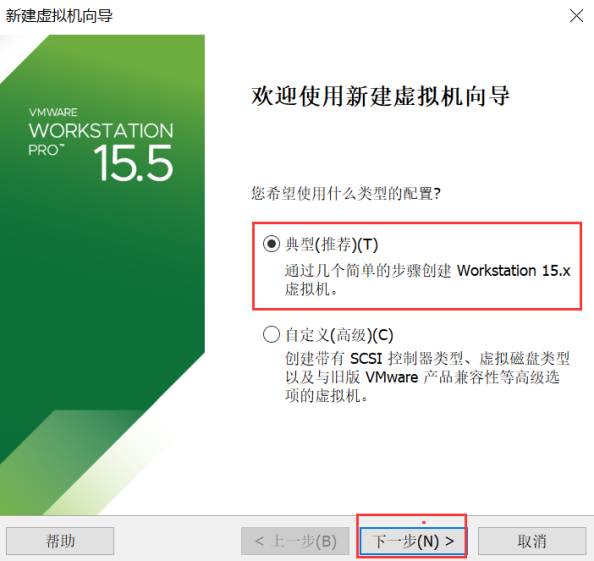 新建虚拟机向导
VMWARE
WORKSTATION
PRO™
15.5
欢迎使用新建虚拟机向导
您希望使用什么类型的配置?
典型(推荐)(T)
通过几个简单的步骤创建 Workstation 15.x
虚拟机。
自定义(高级)(C)
创建带有 SCSI 控制器类型、虚拟磁盘类型
以及与旧版 VMware 产品兼容性等高级选
项的虚拟机。
帮助
< 上一步(B)
下一步(N) >
取消